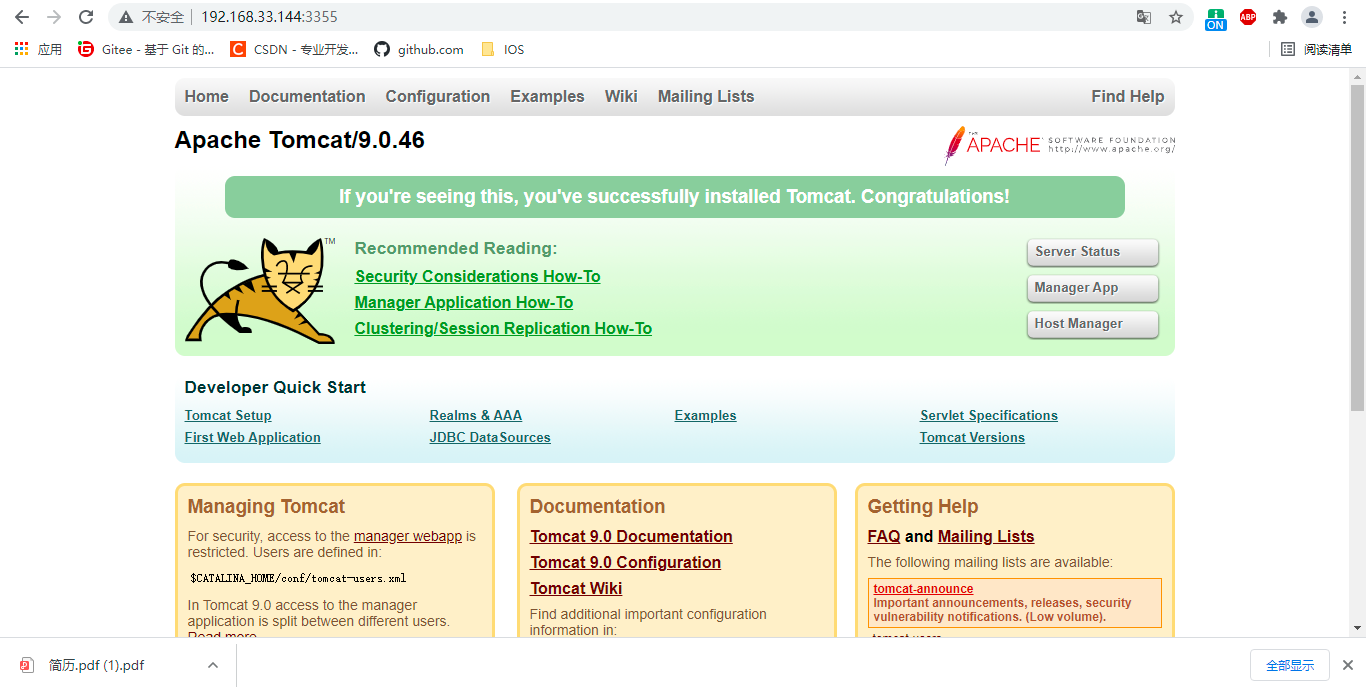 不安全 192.168.33.144:3355
ON
ABP
应用 Gitee - 基于 Git 的... C CSDN - 专业开发... github.com IOS 阅读清单
Home Documentation Configuration Examples Wiki Mailing Lists Find Help
Apache Tomcat/9.0.46
THE APACHE SOFTWARE FOUNDATION
http://www.apache.org/
If you're seeing this, you've successfully installed Tomcat. Congratulations!
TM
Recommended Reading:
Security Considerations How-To
Manager Application How-To
Clustering/Session Replication How-To
Server Status
Manager App
Host Manager
Developer Quick Start
Tomcat Setup
First Web Application
Realms & AAA
JDBC DataSources
Examples
Servlet Specifications
Tomcat Versions
Managing Tomcat
For security, access to the manager webapp is
restricted. Users are defined in:
$CATALINA_HOME/conf/tomcat-users.xml
In Tomcat 9.0 access to the manager
application is split between different users.
Read more...
Documentation
Tomcat 9.0 Documentation
Tomcat 9.0 Configuration
Tomcat Wiki
Find additional important configuration
information in:
Getting Help
FAQ and Mailing Lists
The following mailing lists are available:
tomcat-announce
Important announcements, releases, security
vulnerability notifications. (Low volume).
tomcat-users
简历.pdf (1).pdf
全部显示